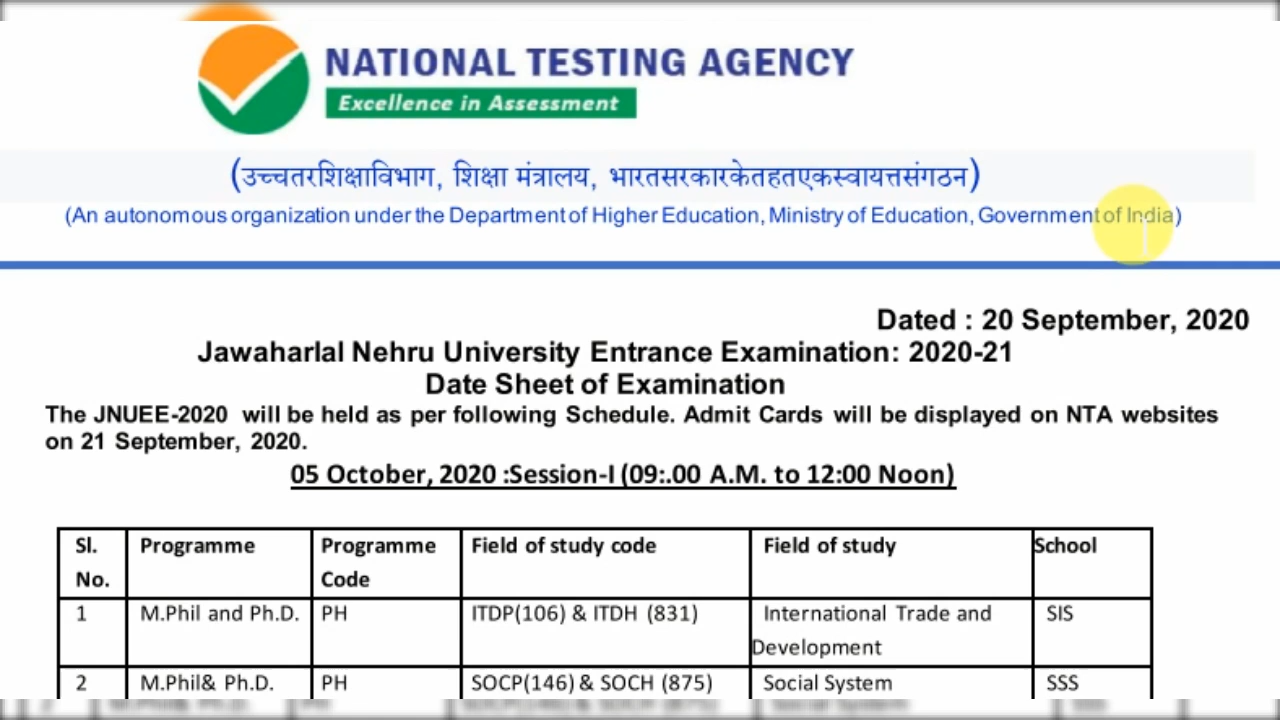 NATIONAL TESTING AGENCY
Excellence in Assessment
(उच्चतरशिक्षाविभाग, शिक्षा मंत्रालय, भारतसरकारकेतहतएकस्वायत्तसंगठन)
(An autonomous organization under the Department of Higher Education, Ministry of Education, Government of India)
Dated : 20 September, 2020
Jawaharlal Nehru University Entrance Examination: 2020-21
Date Sheet of Examination
The JNUEE-2020 will be held as per following Schedule. Admit Cards will be displayed on NTA websites
on 21 September, 2020.
05 October, 2020 :Session-I (09:.00 A.M. to 12:00 Noon)
Sl. No. Programme Programme Code Field of study code Field of study School
1 M.Phil and Ph.D. PH ITDP(106) & ITDH (831) International Trade and Development SIS
2 M.Phil& Ph.D. PH SOCP(146) & SOCH (875) Social System SSS